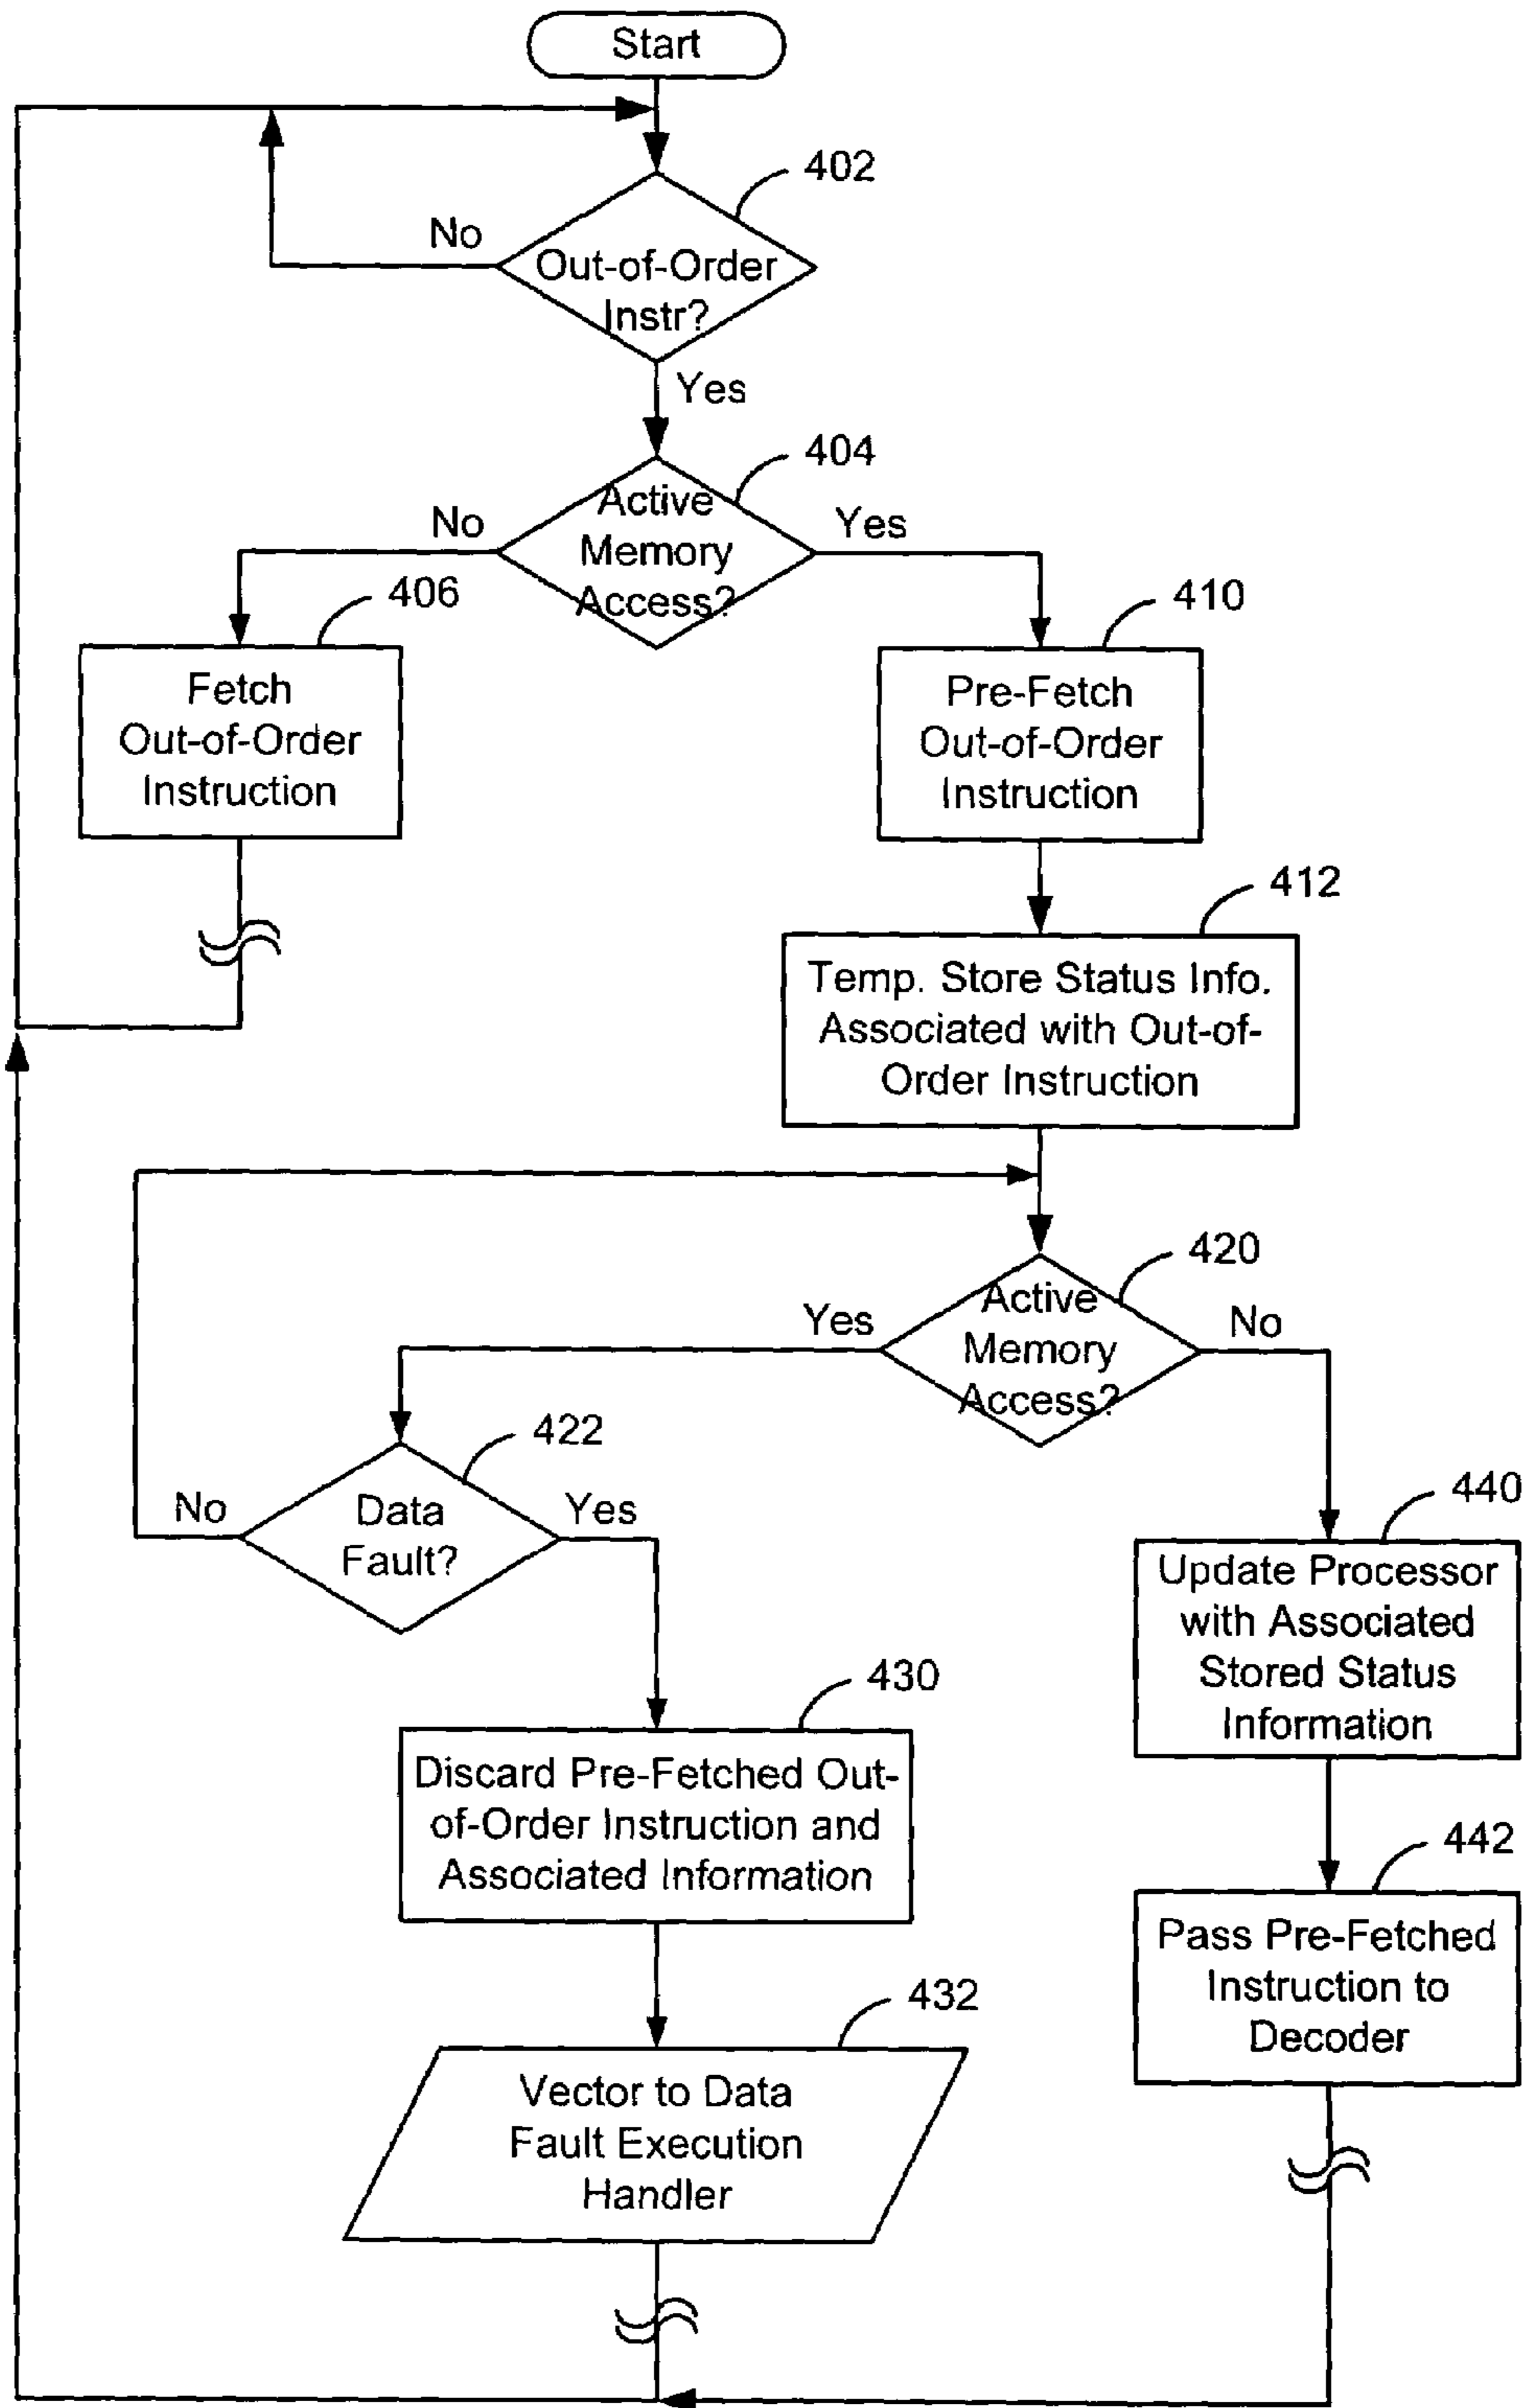 Start
402
No
Out-of-Order
Instr?
Yes
404
No
Active
Memory
Access?
Yes
406
Fetch
Out-of-Order
Instruction
410
Pre-Fetch
Out-of-Order
Instruction
412
Temp. Store Status Info.
Associated with Out-of-
Order Instruction
420
Yes
Active
Memory
Access?
No
422
No
Data
Fault?
Yes
440
Update Processor
with Associated
Stored Status
Information
430
Discard Pre-Fetched Out-
of-Order Instruction and
Associated Information
442
Pass Pre-Fetched
Instruction to
Decoder
432
Vector to Data
Fault Execution
Handler